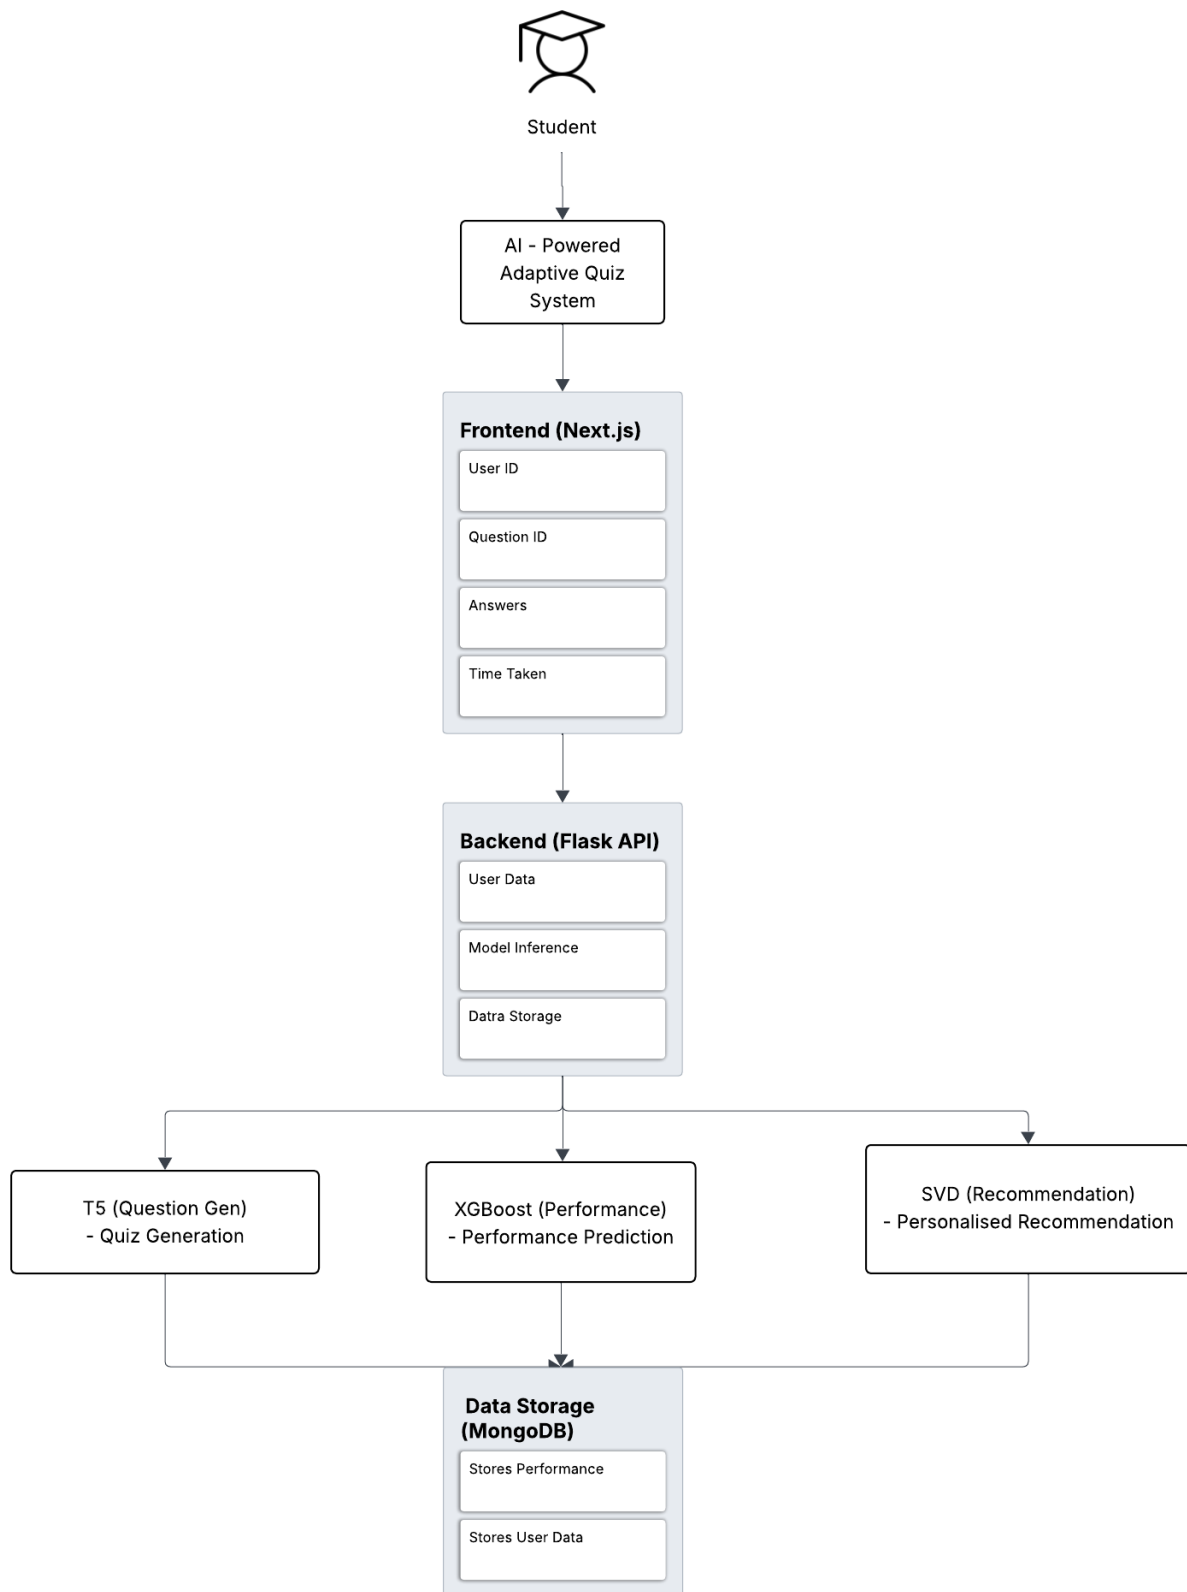 Student
AI - Powered
Adaptive Quiz
System
Frontend (Next.js)
User ID
Question ID
Answers
Time Taken
Backend (Flask API)
User Data
Model Inference
Datra Storage
T5 (Question Gen)
- Quiz Generation
XGBoost (Performance)
- Performance Prediction
SVD (Recommendation)
- Personalised Recommendation
Data Storage
(MongoDB)
Stores Performance
Stores User Data